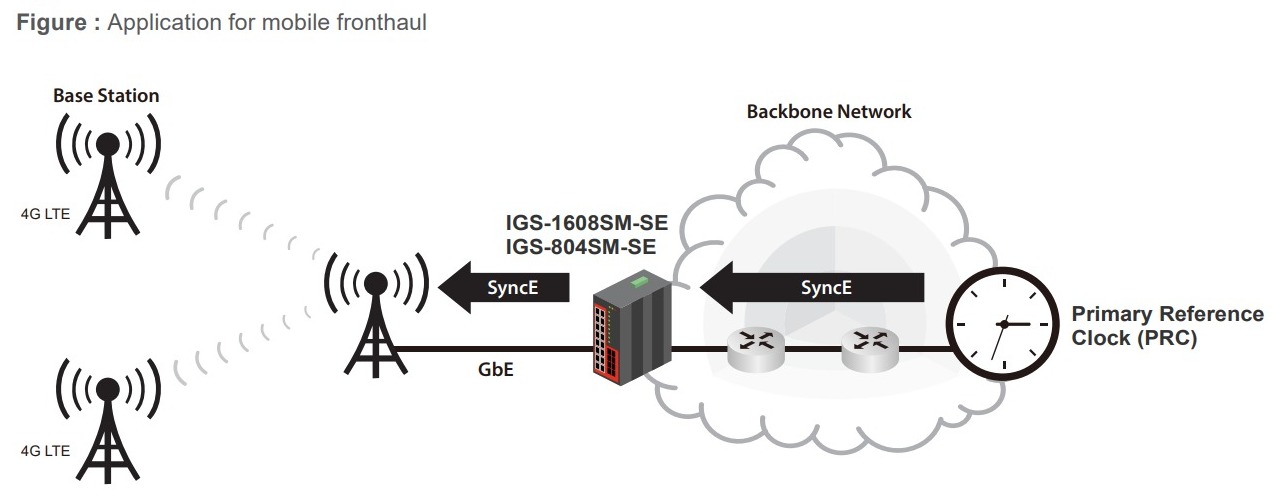 Figure : Application for mobile fronthaul
Base Station
Backbone Network
4G LTE
IGS-1608SM-SE
IGS-804SM-SE
SyncE
SyncE
Primary Reference
Clock (PRC)
GbE
4G LTE